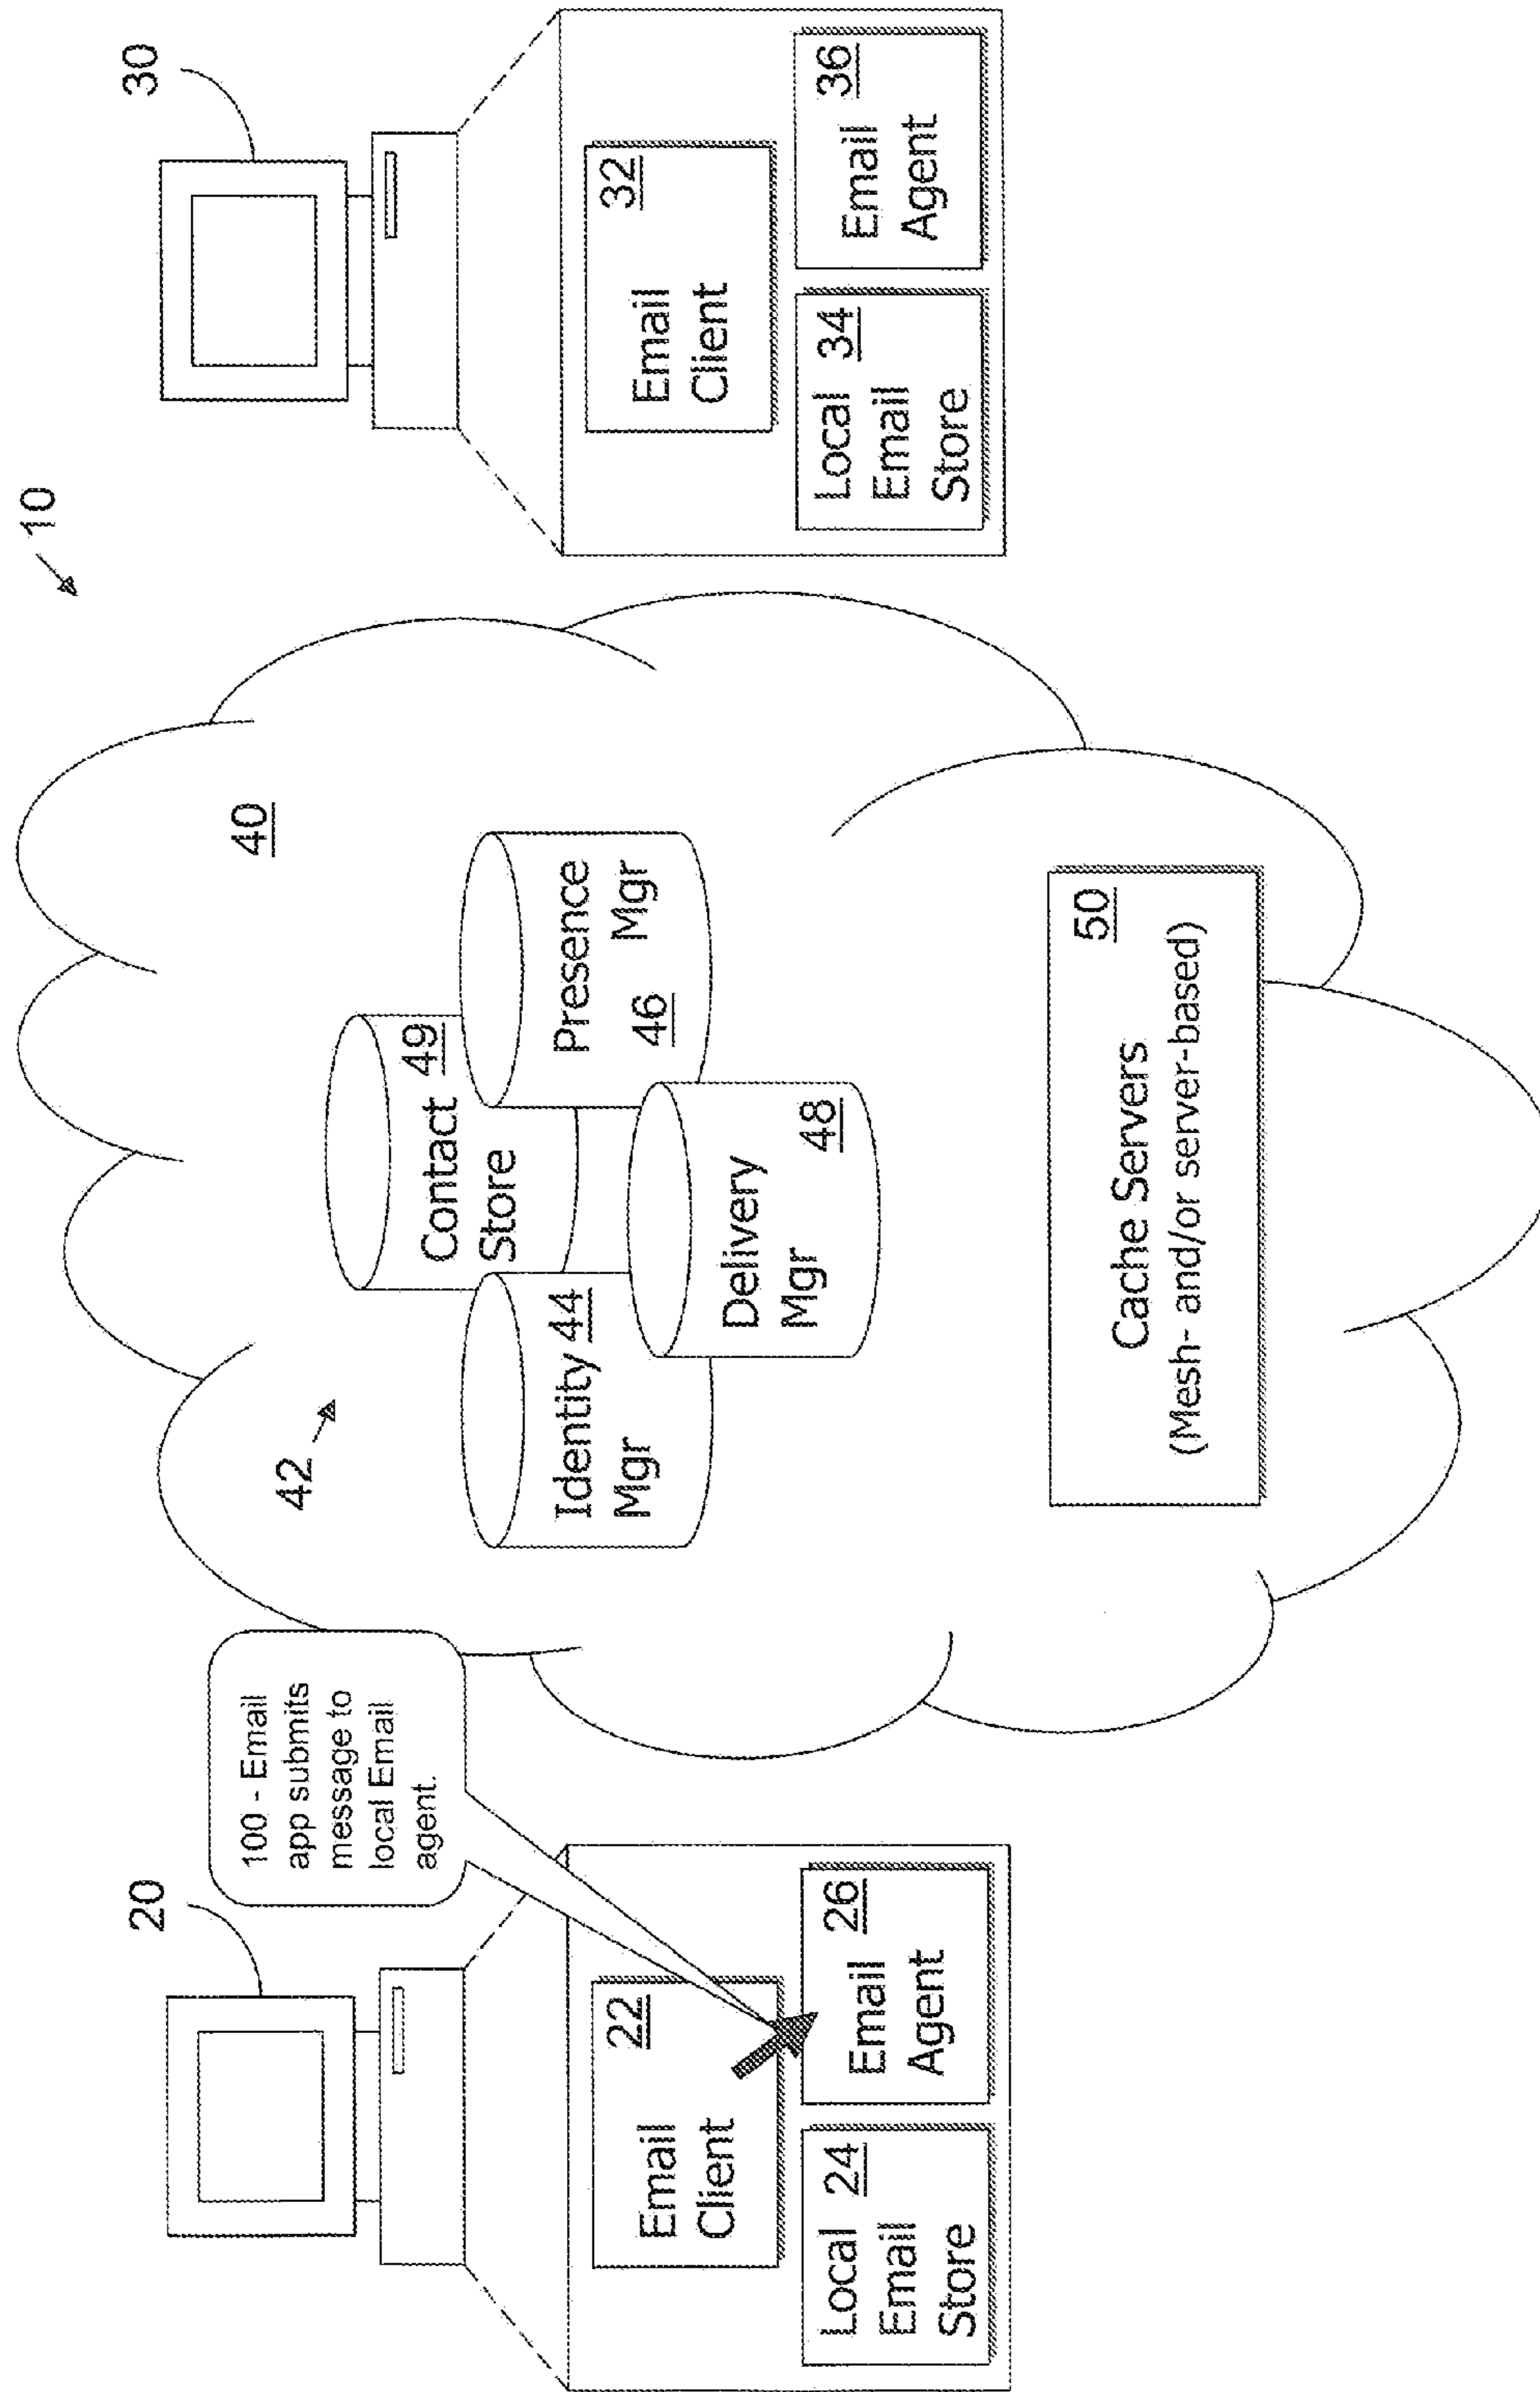 10
20
100 - Email
app submits
message to
local Email
agent.
Email
Client
22
Local 24
Email
Store
26
Email
Agent
42
40
Identity 44
Mgr
Contact 49
Store
Presence
46 Mgr
Delivery
Mgr 48
50
Cache Servers
(Mesh- and/or server-based)
30
Email
Client
32
Local 34
Email
Store
36
Email
Agent